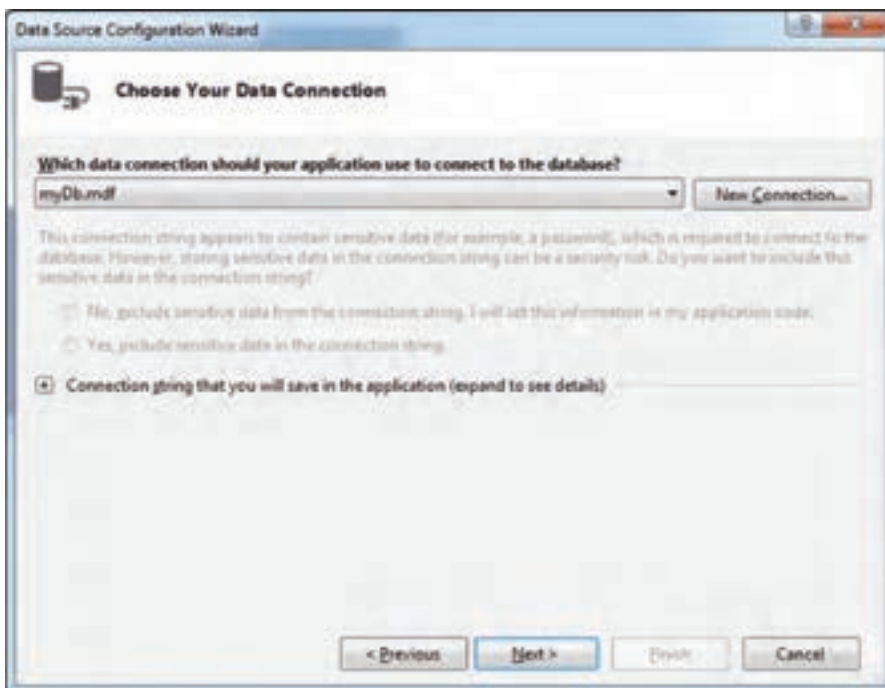 Data Source Configuration Wizard
Choose Your Data Connection
Which data connection should your application use to connect to the database?
myDb.mdf
New Connection...
This connection string appears to contain sensitive data (for example, a password), which is required to connect to the
database. However, storing sensitive data in the connection string can be a security risk. Do you want to include this
sensitive data in the connection string?
No, exclude sensitive data from the connection string. I will set this information in my application code.
Yes, include sensitive data in the connection string.
Connection string that you will save in the application (expand to see details)
< Previous
Next >
Finish
Cancel